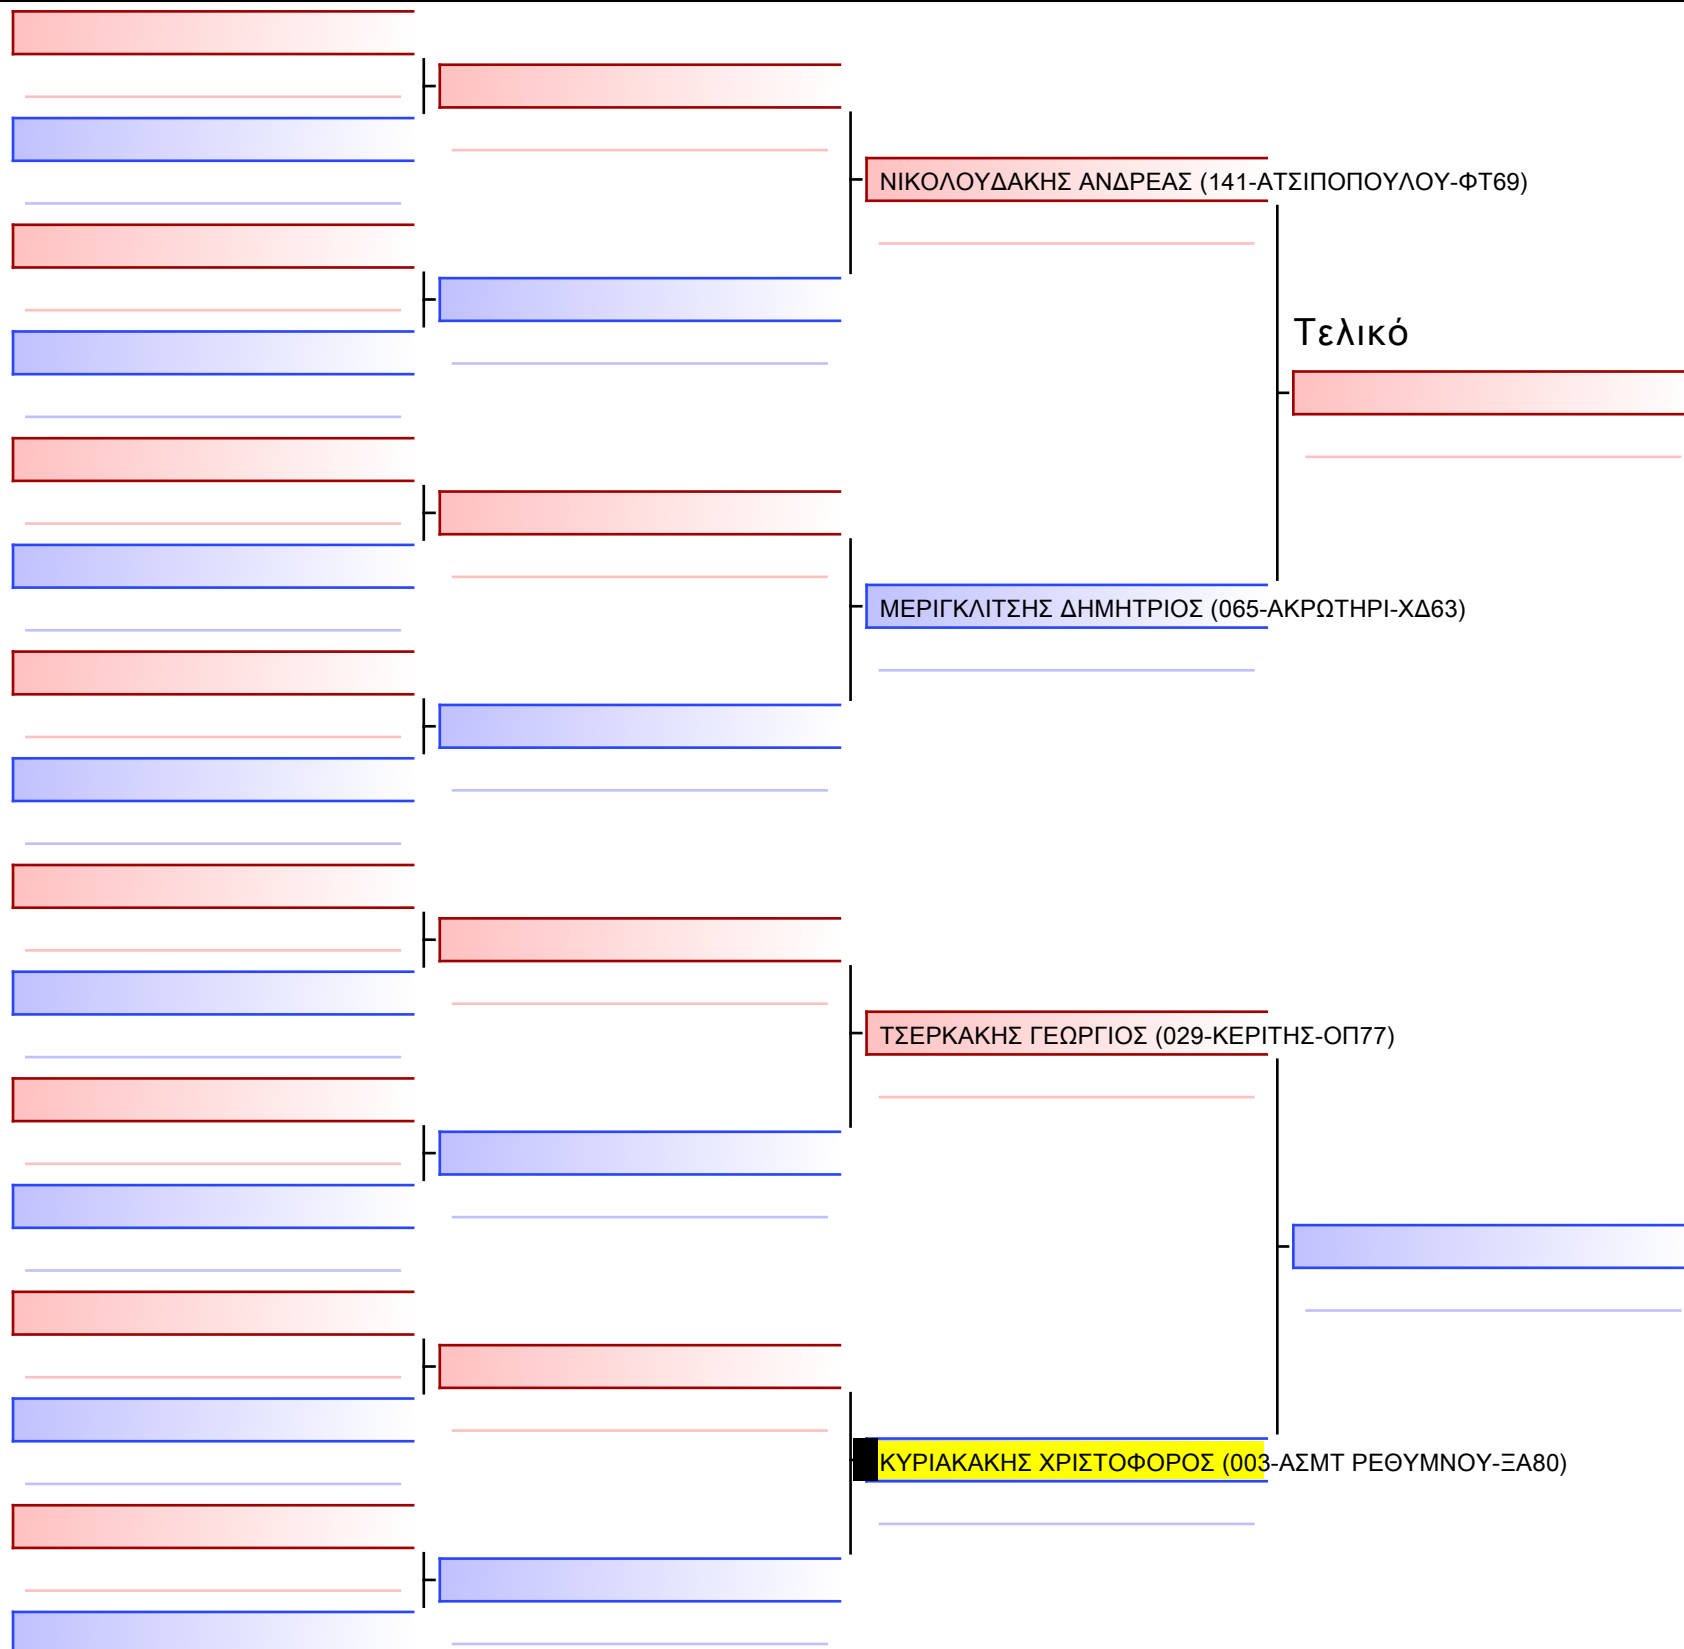 ΝΙΚΟΛΟΥΔΑΚΗΣ ΑΝΔΡΕΑΣ (141-ΑΤΣΙΠΟΠΟΥΛΟΥ-ΦΤ69)
Τελικό
ΜΕΡΙΓΚΛΙΤΣΗΣ ΔΗΜΗΤΡΙΟΣ (065-ΑΚΡΩΤΗΡΙ-ΧΔ63)
ΤΣΕΡΚΑΚΗΣ ΓΕΩΡΓΙΟΣ (029-ΚΕΡΙΤΗΣ-ΟΠ77)
ΚΥΡΙΑΚΑΚΗΣ ΧΡΙΣΤΟΦΟΡΟΣ (003-ΑΣΜΤ ΡΕΘΥΜΝΟΥ-ΞΑ80)